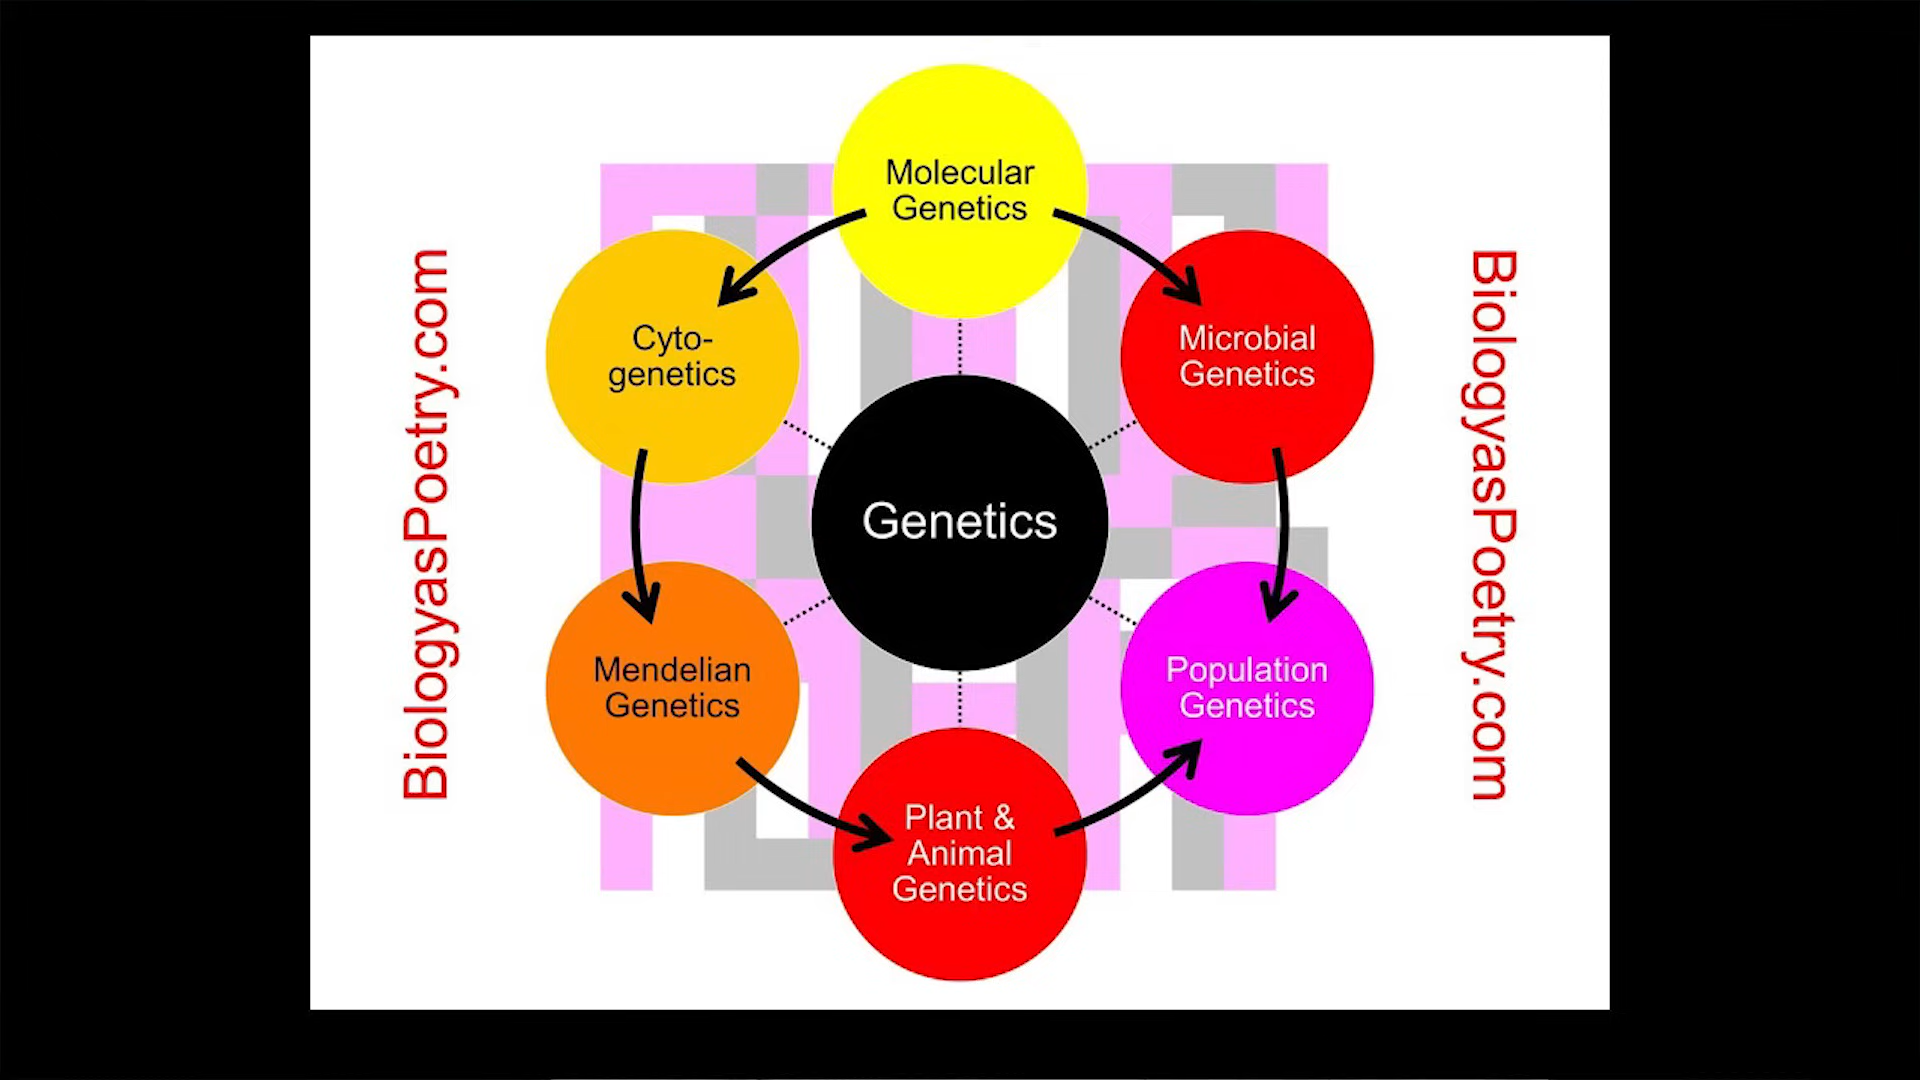 Molecular
Genetics
Cyto-
genetics
Microbial
Genetics
Genetics
Mendelian
Genetics
Population
Genetics
Plant &
Animal
Genetics
BiologyasPoetry.com
BiologyasPoetry.com